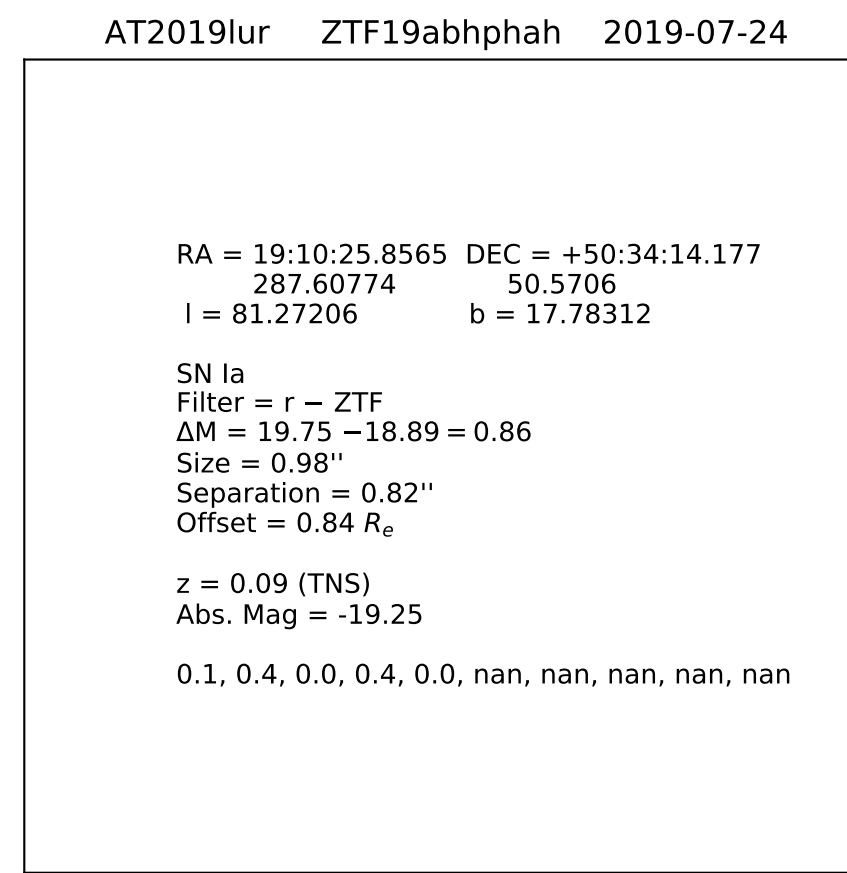 AT2019lur ZTF19abhphah 2019-07-24
RA = 19:10:25.8565 DEC = +50:34:14.177
287.60774 50.5706
l = 81.27206 b = 17.78312
SN Ia
Filter = r − ZTF
ΔM = 19.75 −18.89 = 0.86
Size = 0.98''
Separation = 0.82''
Offset = 0.84 Rₑ
z = 0.09 (TNS)
Abs. Mag = -19.25
0.1, 0.4, 0.0, 0.4, 0.0, nan, nan, nan, nan, nan